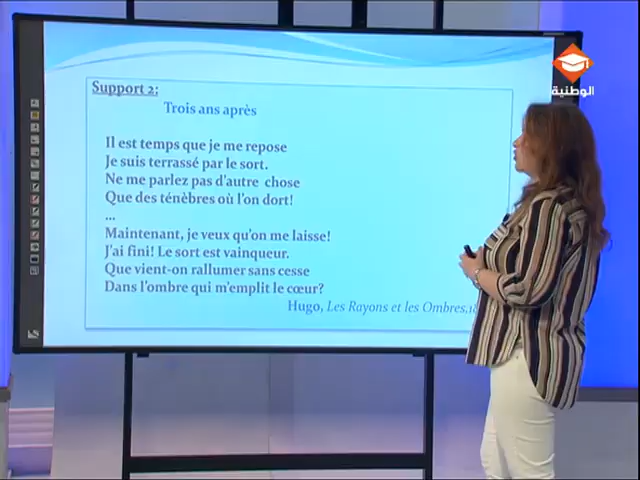 الوطنية
Support 2:
Trois ans après
Il est temps que je me repose
Je suis terrassé par le sort.
Ne me parlez pas d'autre chose
Que des ténèbres où l'on dort!
...
Maintenant, je veux qu'on me laisse!
J'ai fini! Le sort est vainqueur.
Que vient-on rallumer sans cesse
Dans l'ombre qui m'emplit le cœur?
Hugo, Les Rayons et les Ombres,